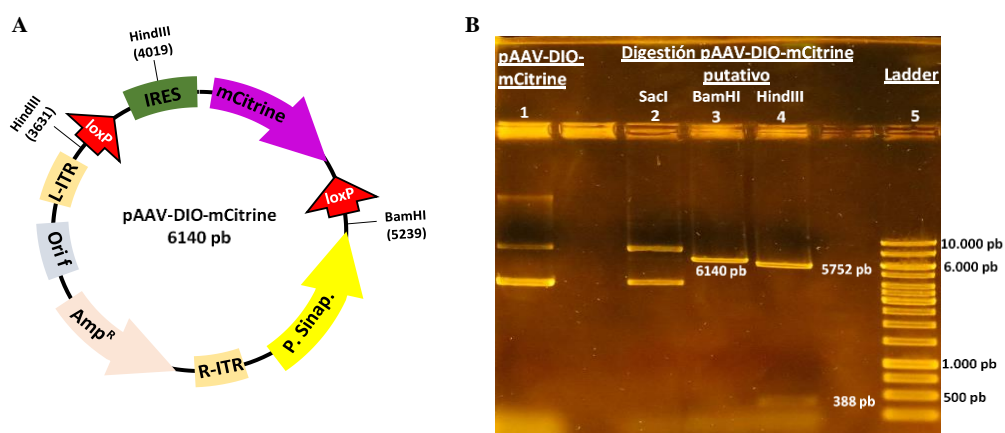 A
HindIII
(4019)
HindIII
(3631)
loxP
IRES
mCitrine
loxP
L-ITR
pAAV-DIO-mCitrine
6140 pb
BamHI
(5239)
Ori f
Amp^R
P. Sinap.
R-ITR
B
pAAV-DIO-
mCitrine
Digestión pAAV-DIO-mCitrine
putativo
Ladder
SacI BamHI HindIII
1 2 3 4 5
10.000 pb
6140 pb
5752 pb
6.000 pb
1.000 pb
388 pb
500 pb